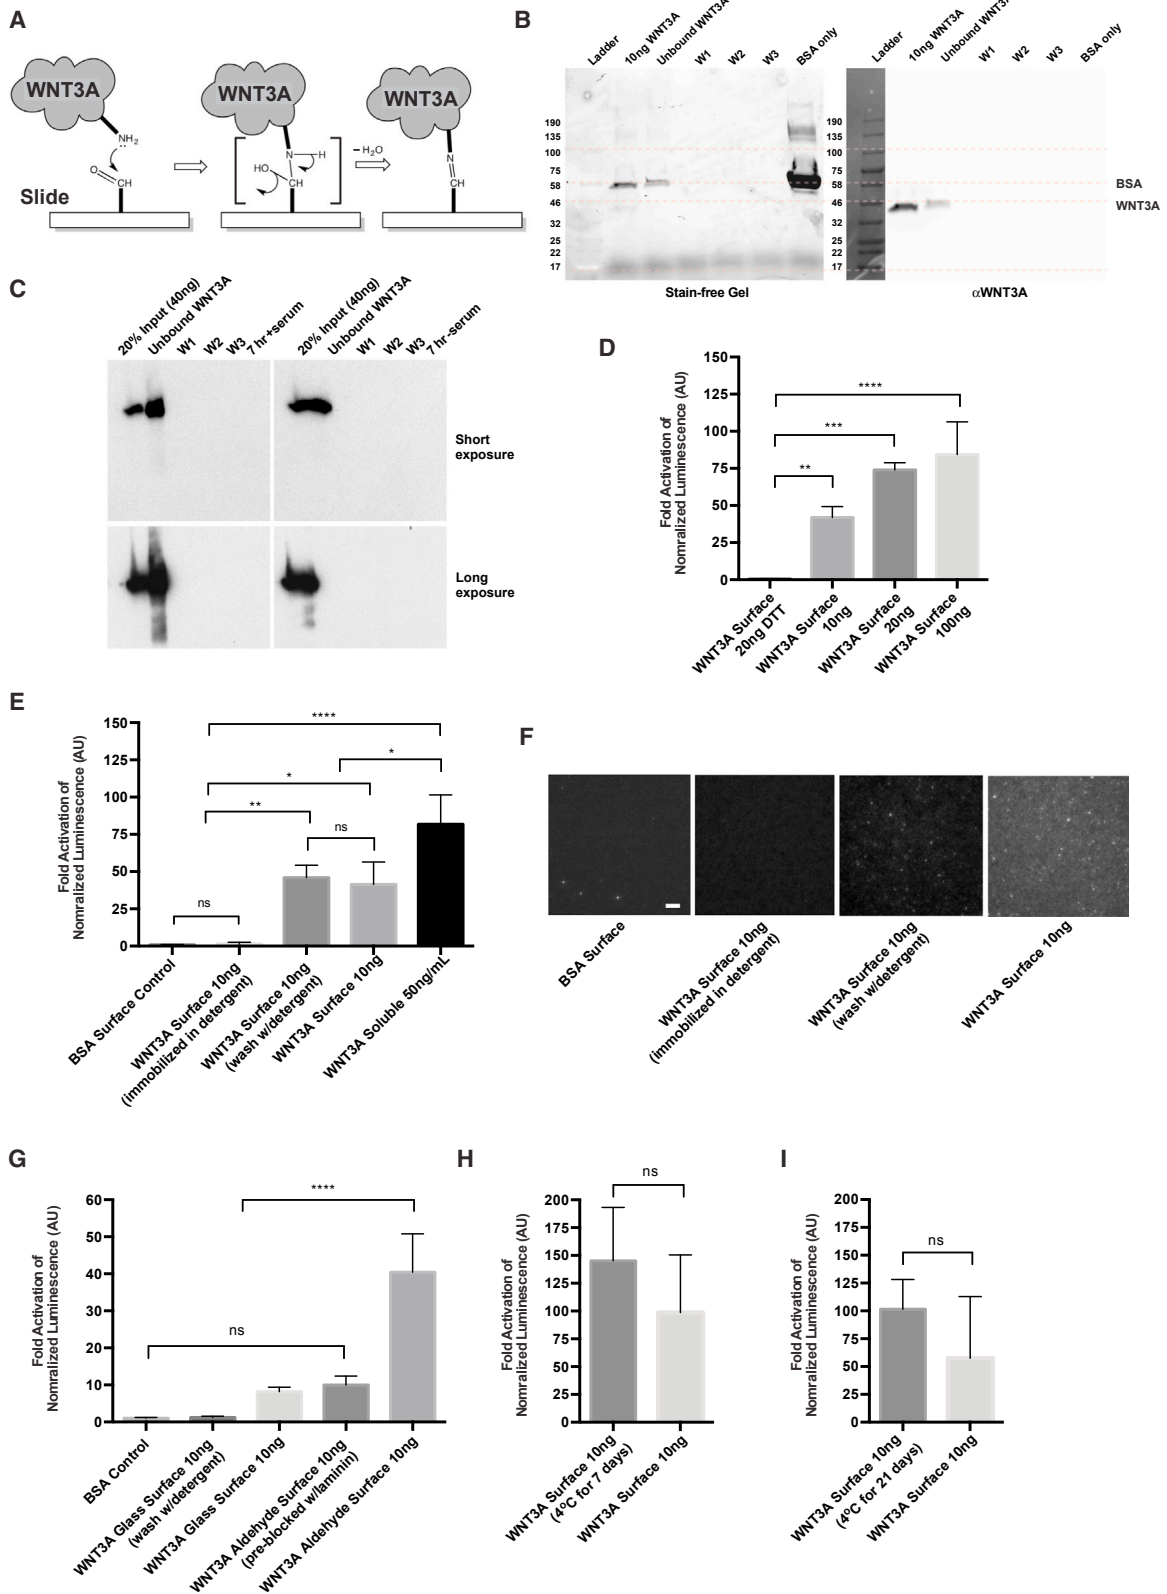 A
WNT3A
WNT3A
WNT3A
NH2
O
CH
HO
N
H
CH
−H2O
N
CH
Slide
B
Ladder
10ng WNT3A
Unbound WNT3A
W1
W2
W3
BSA only
Ladder
10ng WNT3A
Unbound WNT3A
W1
W2
W3
BSA only
190
135
100
75
58
46
32
25
22
17
190
135
100
75
58
46
32
25
22
17
BSA
WNT3A
Stain-free Gel
αWNT3A
C
20% Input (40ng)
Unbound WNT3A
W1
W2
W3
7 hr+serum
20% Input (40ng)
Unbound WNT3A
W1
W2
W3
7 hr-serum
Short
exposure
Long
exposure
D
Fold Activation of
Nomralized Luminescence (AU)
150
125
100
75
50
25
0
****
***
**
WNT3A Surface
20ng DTT
WNT3A Surface
10ng
WNT3A Surface
20ng
WNT3A Surface
100ng
E
Fold Activation of
Nomralized Luminescence (AU)
150
125
100
75
50
25
0
****
*
*
**
ns
ns
BSA Surface Control
WNT3A Surface 10ng
(immobilized in detergent)
WNT3A Surface 10ng
(wash w/detergent)
WNT3A Surface 10ng
WNT3A Soluble 50ng/mL
F
BSA Surface
WNT3A Surface 10ng
(immobilized in detergent)
WNT3A Surface 10ng
(wash w/detergent)
WNT3A Surface 10ng
G
Fold Activation of
Nomralized Luminescence (AU)
60
50
40
30
20
10
0
****
ns
BSA Control
WNT3A Glass Surface 10ng
(wash w/detergent)
WNT3A Glass Surface 10ng
WNT3A Aldehyde Surface 10ng
(pre-blocked w/laminin)
WNT3A Aldehyde Surface 10ng
H
Fold Activation of
Nomralized Luminescence (AU)
200
175
150
125
100
75
50
25
0
ns
WNT3A Surface 10ng
(4ºC for 7 days)
WNT3A Surface 10ng
I
Fold Activation of
Nomralized Luminescence (AU)
200
175
150
125
100
75
50
25
0
ns
WNT3A Surface 10ng
(4ºC for 21 days)
WNT3A Surface 10ng